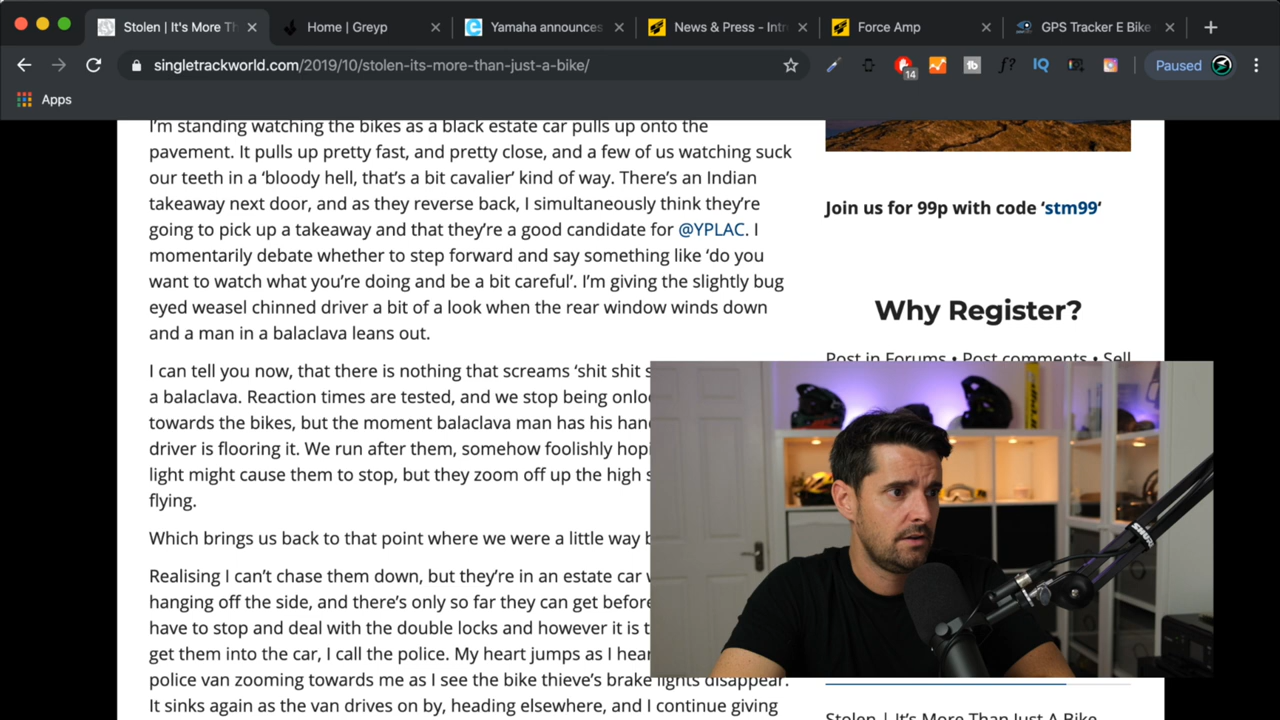 Stolen | It's More Th
Home | Greyp
Yamaha announces
News & Press - Intr
Force Amp
GPS Tracker E Bike
singletrackworld.com/2019/10/stolen-its-more-than-just-a-bike/
14
f?
IQ
Paused
Apps
I'm standing watching the bikes as a black estate car pulls up onto the
pavement. It pulls up pretty fast, and pretty close, and a few of us watching suck
our teeth in a ‘bloody hell, that's a bit cavalier’ kind of way. There's an Indian
takeaway next door, and as they reverse back, I simultaneously think they're
going to pick up a takeaway and that they're a good candidate for @YPLAC. I
momentarily debate whether to step forward and say something like ‘do you
want to watch what you're doing and be a bit careful’. I'm giving the slightly bug
eyed weasel chinned driver a bit of a look when the rear window winds down
and a man in a balaclava leans out.
I can tell you now, that there is nothing that screams ‘shit shit s
a balaclava. Reaction times are tested, and we stop being onloo
towards the bikes, but the moment balaclava man has his hand
driver is flooring it. We run after them, somehow foolishly hopi
light might cause them to stop, but they zoom off up the high s
flying.
Which brings us back to that point where we were a little way b
Realising I can't chase them down, but they're in an estate car w
hanging off the side, and there's only so far they can get before
have to stop and deal with the double locks and however it is t
get them into the car, I call the police. My heart jumps as I hear
police van zooming towards me as I see the bike thieve's brake lights disappear.
It sinks again as the van drives on by, heading elsewhere, and I continue giving
Join us for 99p with code ‘stm99’
Why Register?
Post in Forums • Post comments • Sell
SHURE
Stolen | It's More Than Just A Bike